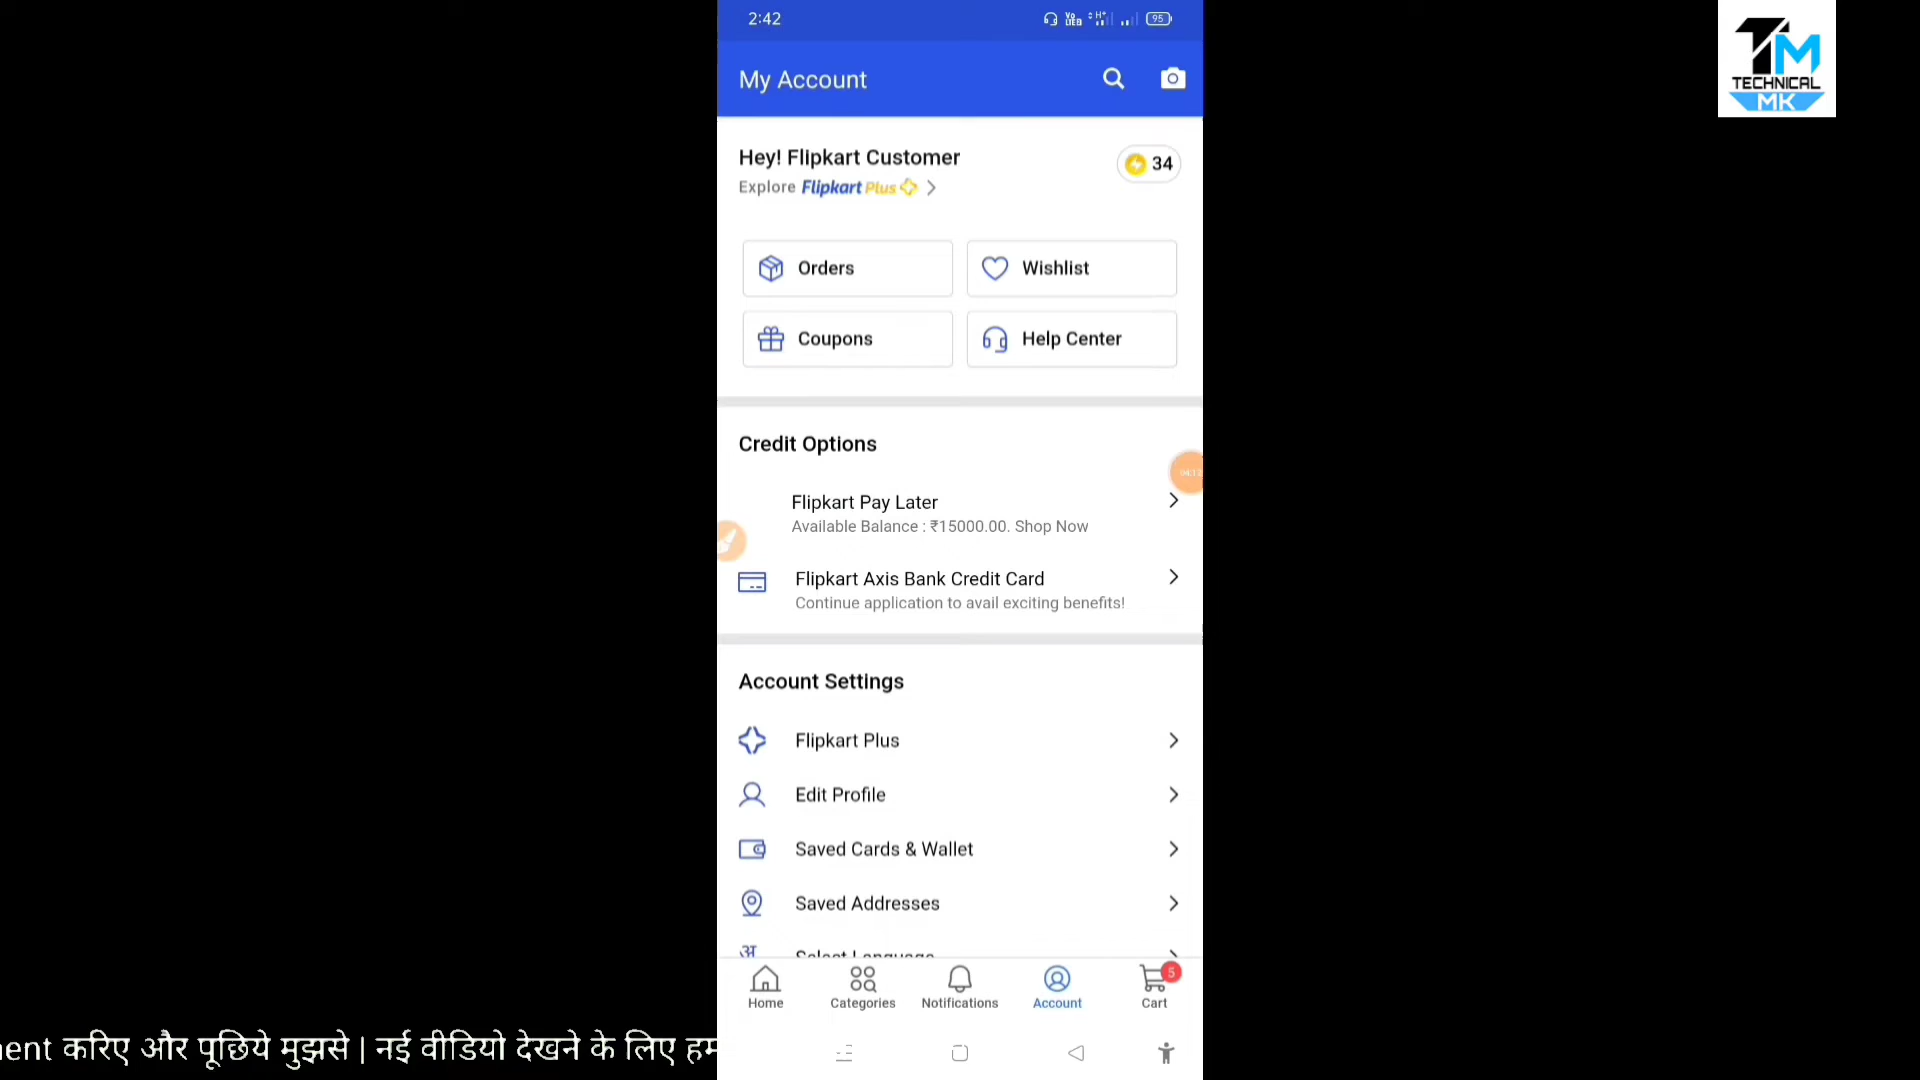 2:42
95
My Account
Hey! Flipkart Customer
34
Explore Flipkart Plus
Orders
Wishlist
Coupons
Help Center
Credit Options
Flipkart Pay Later
Available Balance : ₹15000.00. Shop Now
Flipkart Axis Bank Credit Card
Continue application to avail exciting benefits!
Account Settings
Flipkart Plus
Edit Profile
Saved Cards & Wallet
Saved Addresses
Select Language
Home
Categories
Notifications
Account
5
Cart
करिए और पूछिये मुझसे | नई वीडियो देखने के लिए
TM
TECHNICAL
MK